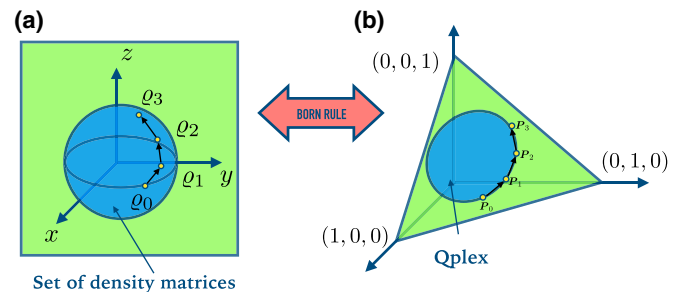 (a)
z
ϱ3
ϱ2
ϱ1
y
ϱ0
x
Set of density matrices
BORN RULE
(b)
(0, 0, 1)
(0, 1, 0)
P3
P2
P1
P0
(1, 0, 0)
Qplex